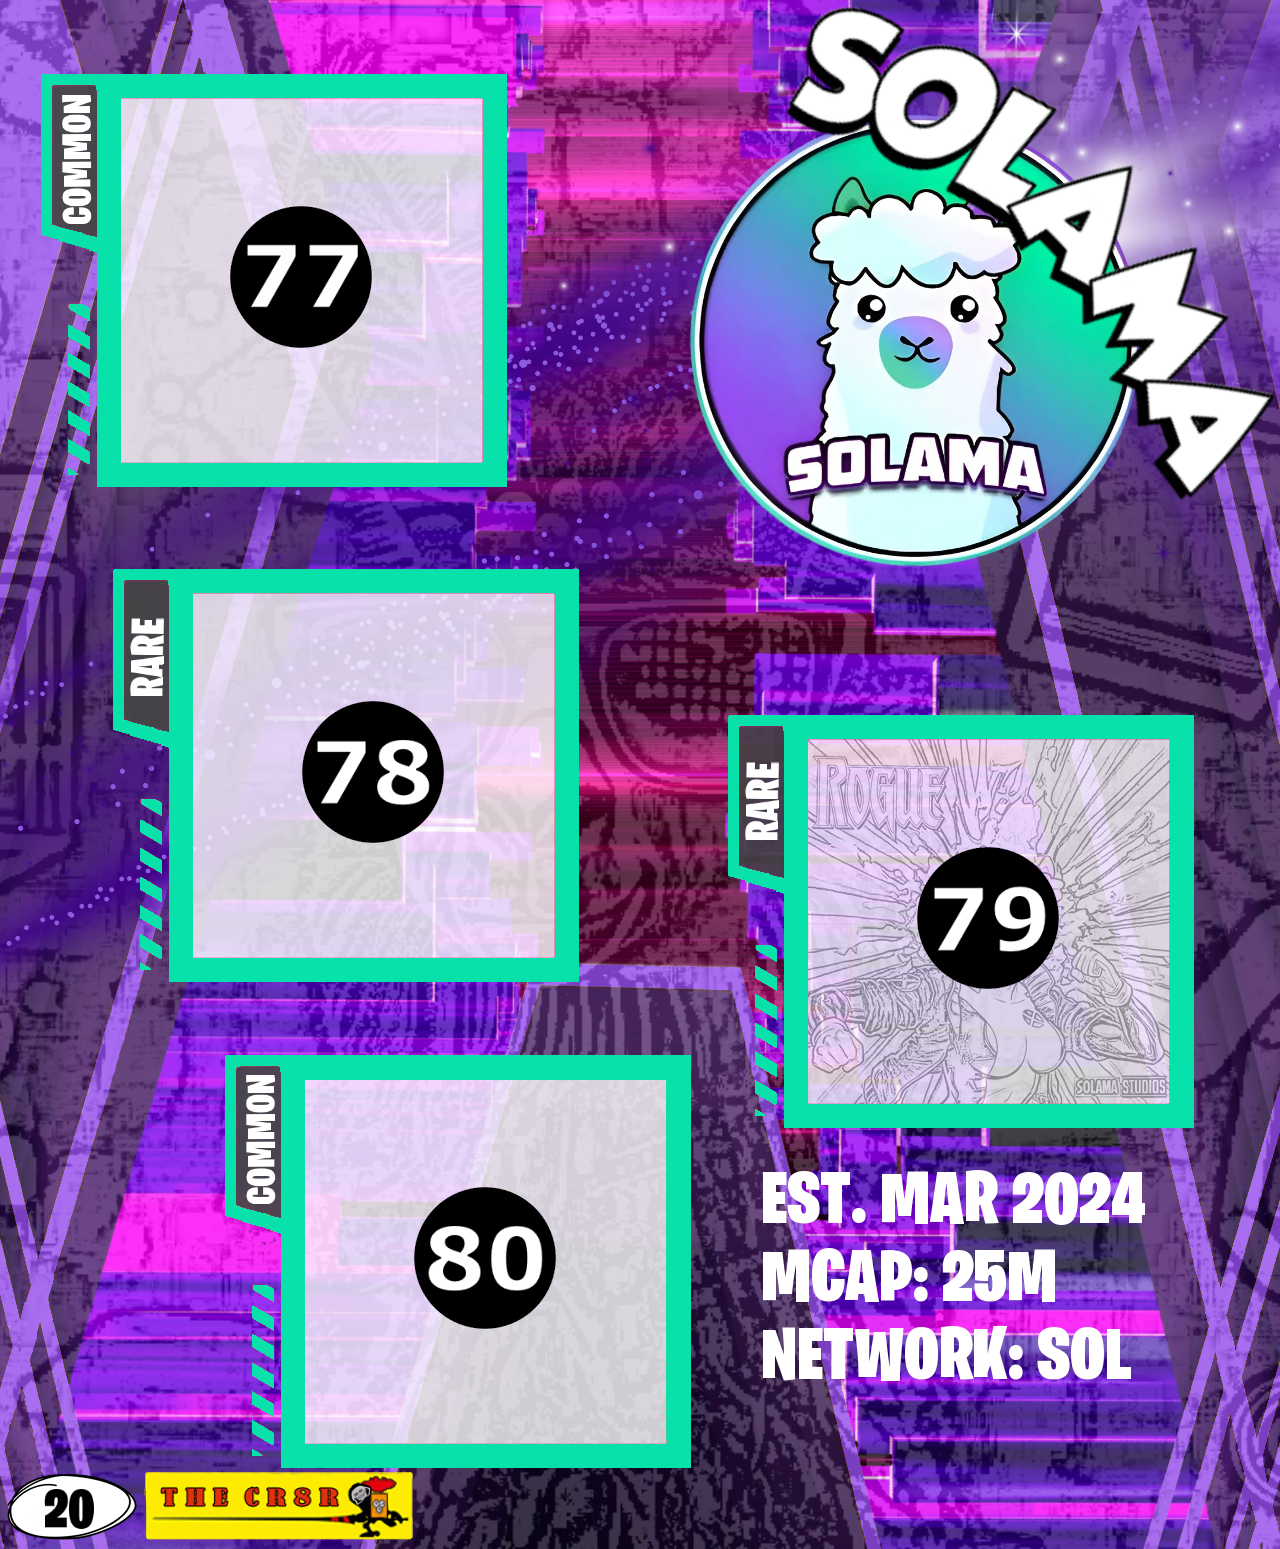 SOLAMA
COMMON
77
SOLAMA
RARE
78
RARE
ROGUE
79
SOLAMA STUDIOS
COMMON
80
EST. MAR 2024
MCAP: 25M
NETWORK: SOL
20
THE CR8R